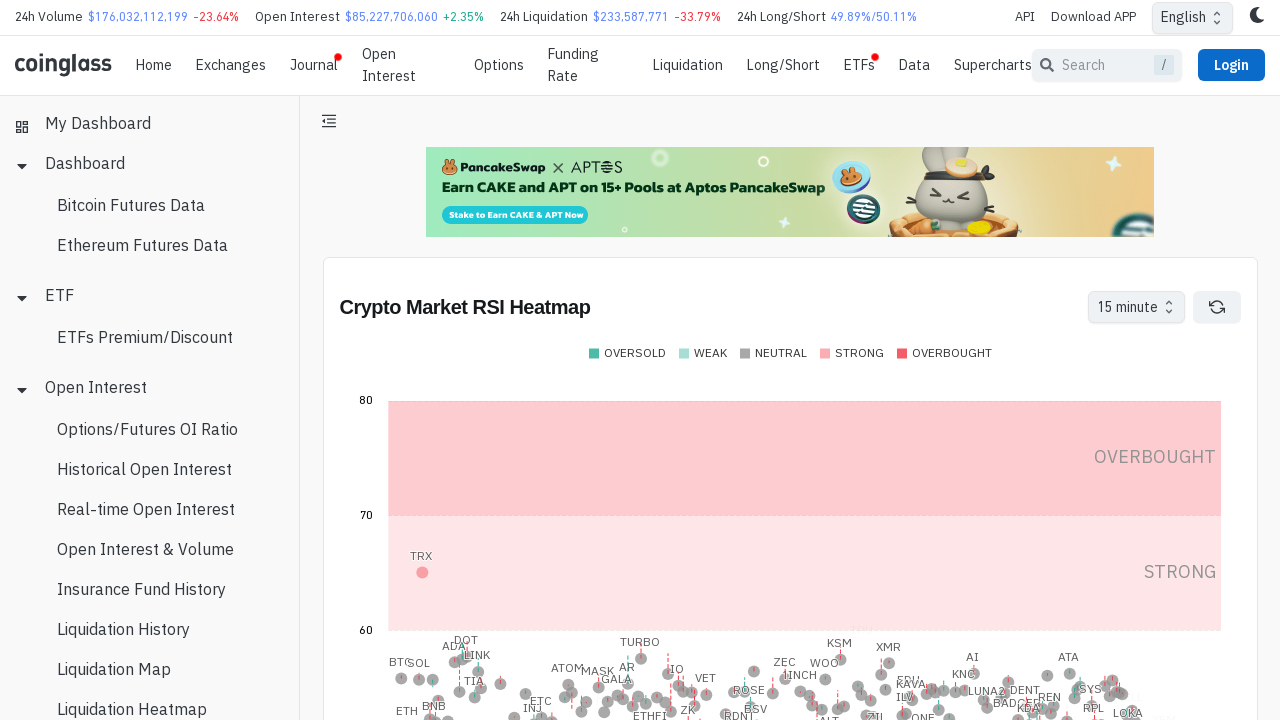 24h Volume $176,032,112,199 -23.64% Open Interest $85,227,706,060 +2.35% 24h Liquidation $233,587,771 -33.79% 24h Long/Short 49.89%/50.11% API Download APP English
coinglass Home Exchanges Journal Open Interest Options Funding Rate Liquidation Long/Short ETFs Data Supercharts Search / Login
My Dashboard
Dashboard
Bitcoin Futures Data
Ethereum Futures Data
ETF
ETFs Premium/Discount
Open Interest
Options/Futures OI Ratio
Historical Open Interest
Real-time Open Interest
Open Interest & Volume
Insurance Fund History
Liquidation History
Liquidation Map
Liquidation Heatmap
PancakeSwap X APTOS
Earn CAKE and APT on 15+ Pools at Aptos PancakeSwap
Stake to Earn CAKE & APT Now
Crypto Market RSI Heatmap
15 minute
OVERSOLD WEAK NEUTRAL STRONG OVERBOUGHT
80
OVERBOUGHT
70
TRX
STRONG
60
DOT TURBO KSM XMR
ADA
LINK AI ATA
BTC SOL ZEC WOO
ATOM MASK AR IO 1INCH KNC
TIA GALA VET KAVA
ROSE LUNA2 DENT SYS
ETC ILV REN
ETH BNB INJ ZK BSV BAD KDA RPL
ETHFI RDNT ZIL ONE LOKA